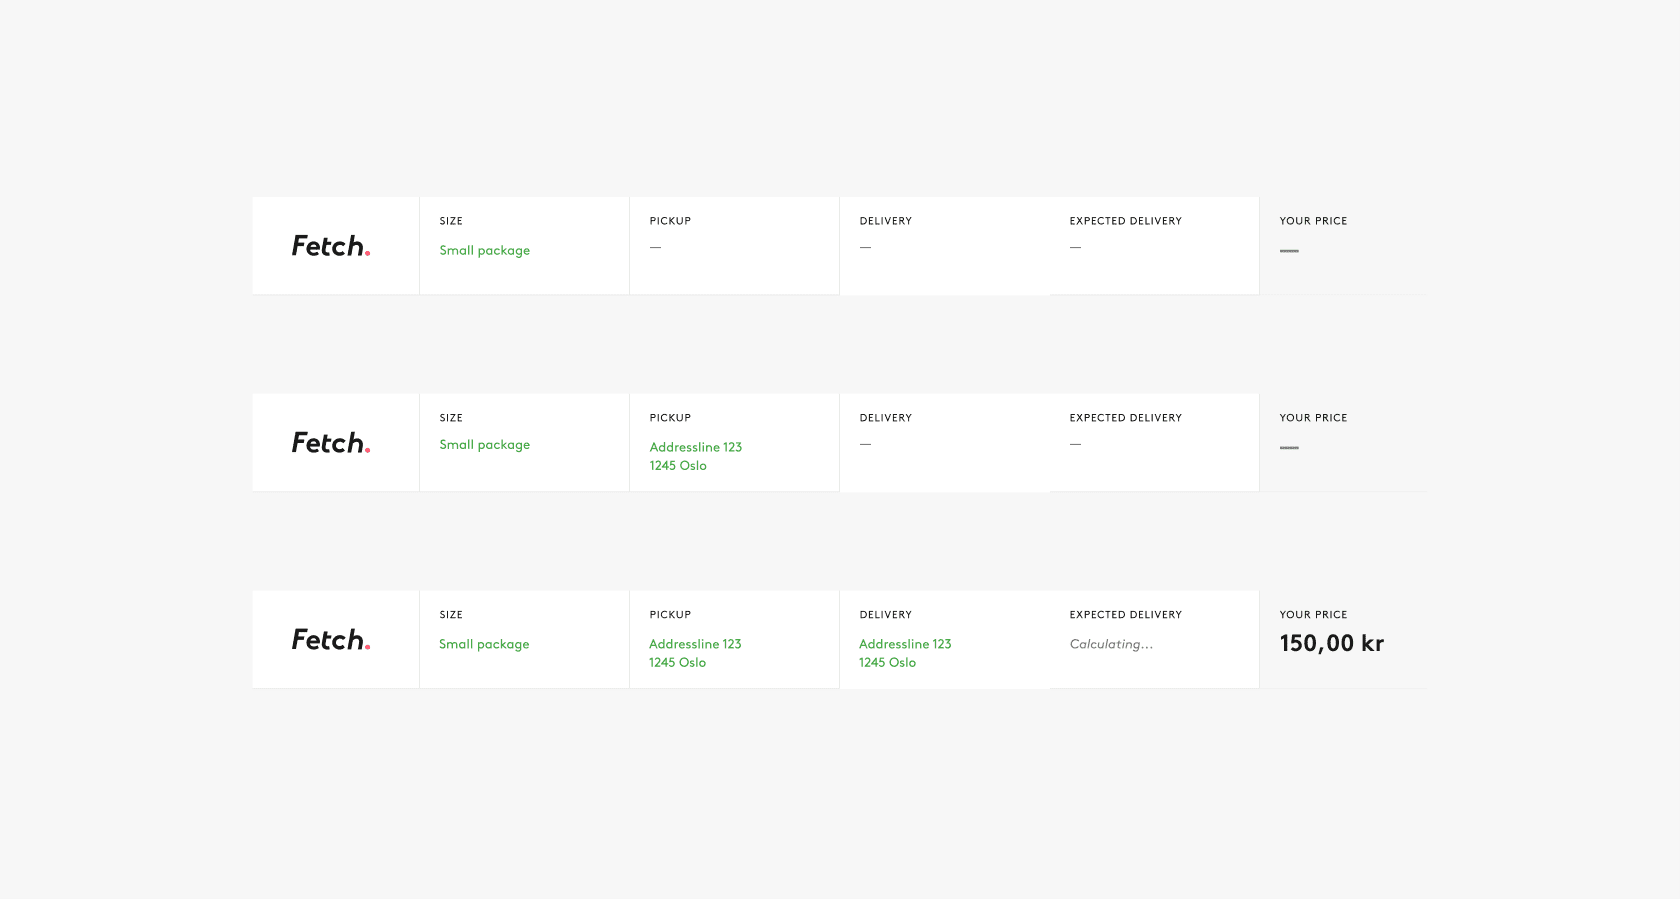 Fetch.
SIZE
Small package
PICKUP
—
DELIVERY
—
EXPECTED DELIVERY
—
YOUR PRICE
—
Fetch.
SIZE
Small package
PICKUP
Addressline 123
1245 Oslo
DELIVERY
—
EXPECTED DELIVERY
—
YOUR PRICE
—
Fetch.
SIZE
Small package
PICKUP
Addressline 123
1245 Oslo
DELIVERY
Addressline 123
1245 Oslo
EXPECTED DELIVERY
Calculating...
YOUR PRICE
150,00 kr